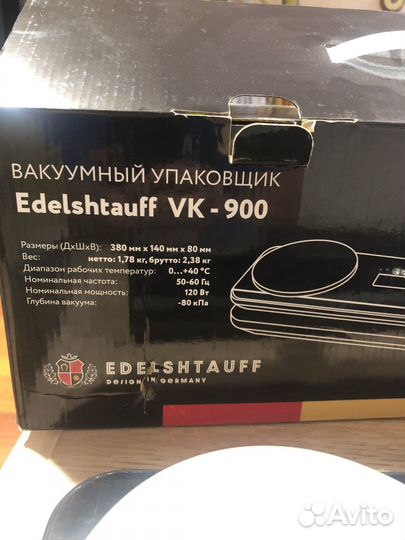 ВАКУУМНЫЙ УПАКОВЩИК
Edelshtauff VK - 900
Размеры (ДхШхВ): 380 мм х 140 мм х 80 мм
Вес: нетто: 1,78 кг, брутто: 2,38 кг
Диапазон рабочих температур: 0...+40 °C
Номинальная частота: 50-60 Гц
Номинальная мощность: 120 Вт
Глубина вакуума: -80 кПа
EDELSHTAUFF
DESIGN IN GERMANY
Avito